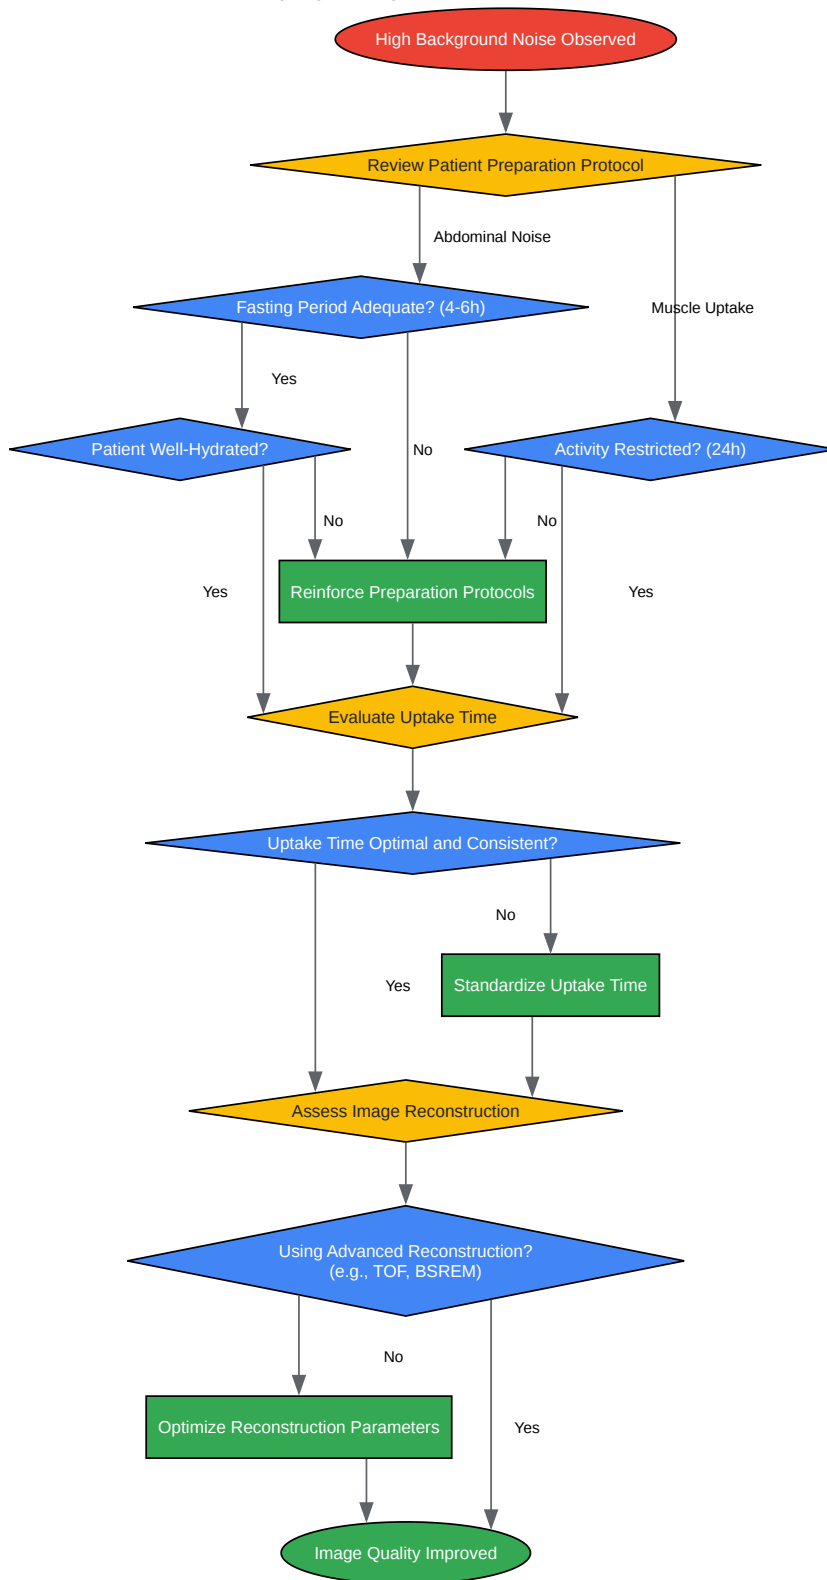 High Background Noise Observed
Review Patient Preparation Protocol
Abdominal Noise
Fasting Period Adequate? (4-6h)
Muscle Uptake
Yes
Patient Well-Hydrated?
No
Activity Restricted? (24h)
No
No
Yes
Reinforce Preparation Protocols
Yes
Evaluate Uptake Time
Uptake Time Optimal and Consistent?
No
Yes
Standardize Uptake Time
Assess Image Reconstruction
Using Advanced Reconstruction?
(e.g., TOF, BSREM)
No
Optimize Reconstruction Parameters
Yes
Image Quality Improved